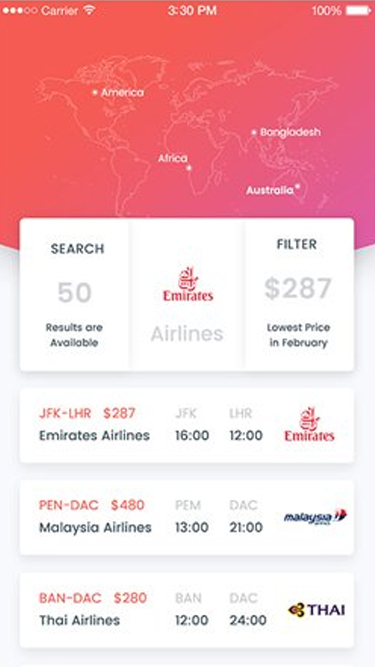 Carrier 3:30 PM 100%
America
Bangladesh
Africa
Australia
SEARCH
50
Results are
Available
Emirates
Airlines
FILTER
$287
Lowest Price
in February
JFK-LHR $287 JFK LHR
Emirates Airlines 16:00 12:00
Emirates
PEN-DAC $480 PEM DAC
Malaysia Airlines 13:00 21:00
malaysia
BAN-DAC $280 BAN DAC
Thai Airlines 12:00 24:00
THAI